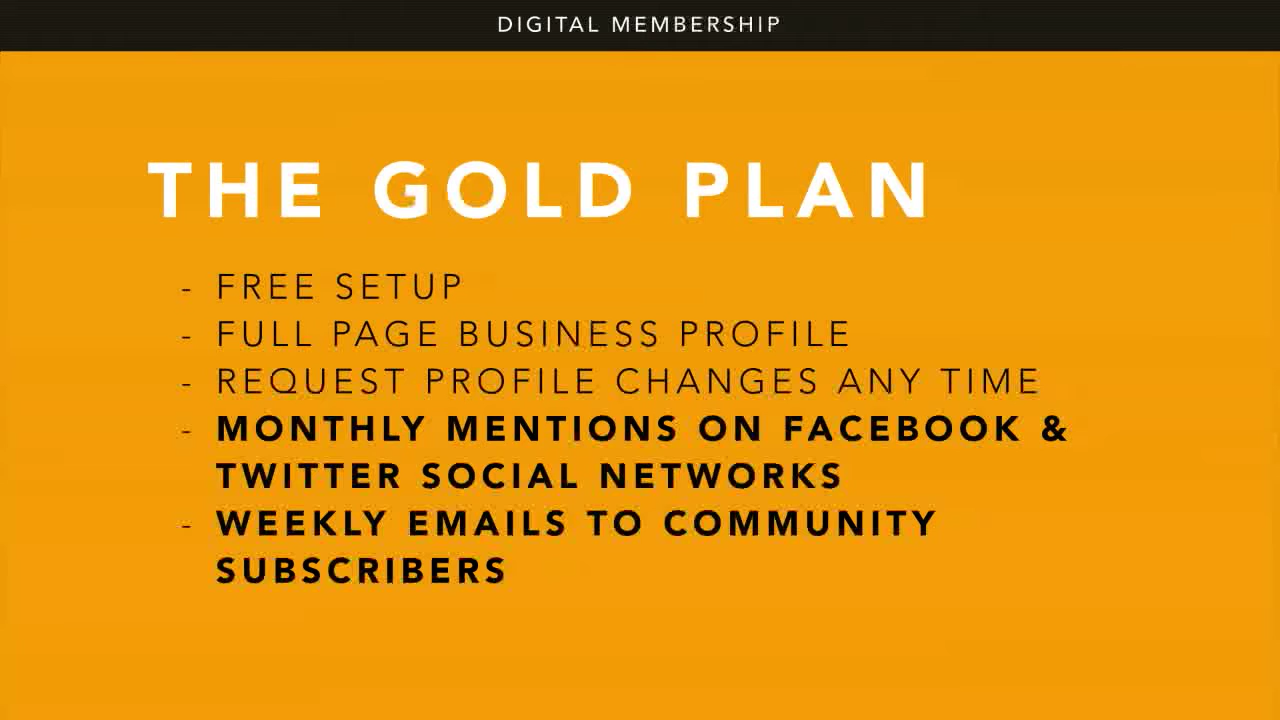 DIGITAL MEMBERSHIP
THE GOLD PLAN
- FREE SETUP
- FULL PAGE BUSINESS PROFILE
- REQUEST PROFILE CHANGES ANY TIME
- MONTHLY MENTIONS ON FACEBOOK &
TWITTER SOCIAL NETWORKS
- WEEKLY EMAILS TO COMMUNITY
SUBSCRIBERS